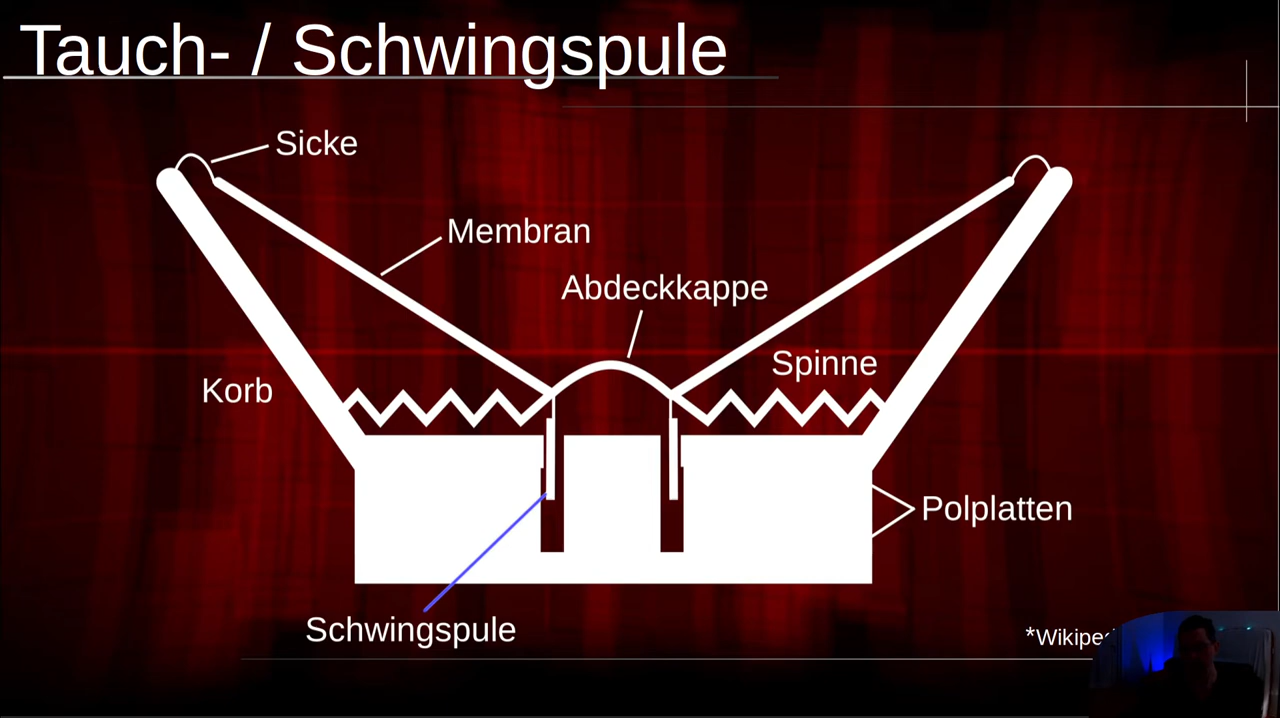 Tauch- / Schwingspule
Sicke
Membran
Abdeckkappe
Spinne
Korb
Polplatten
Schwingspule